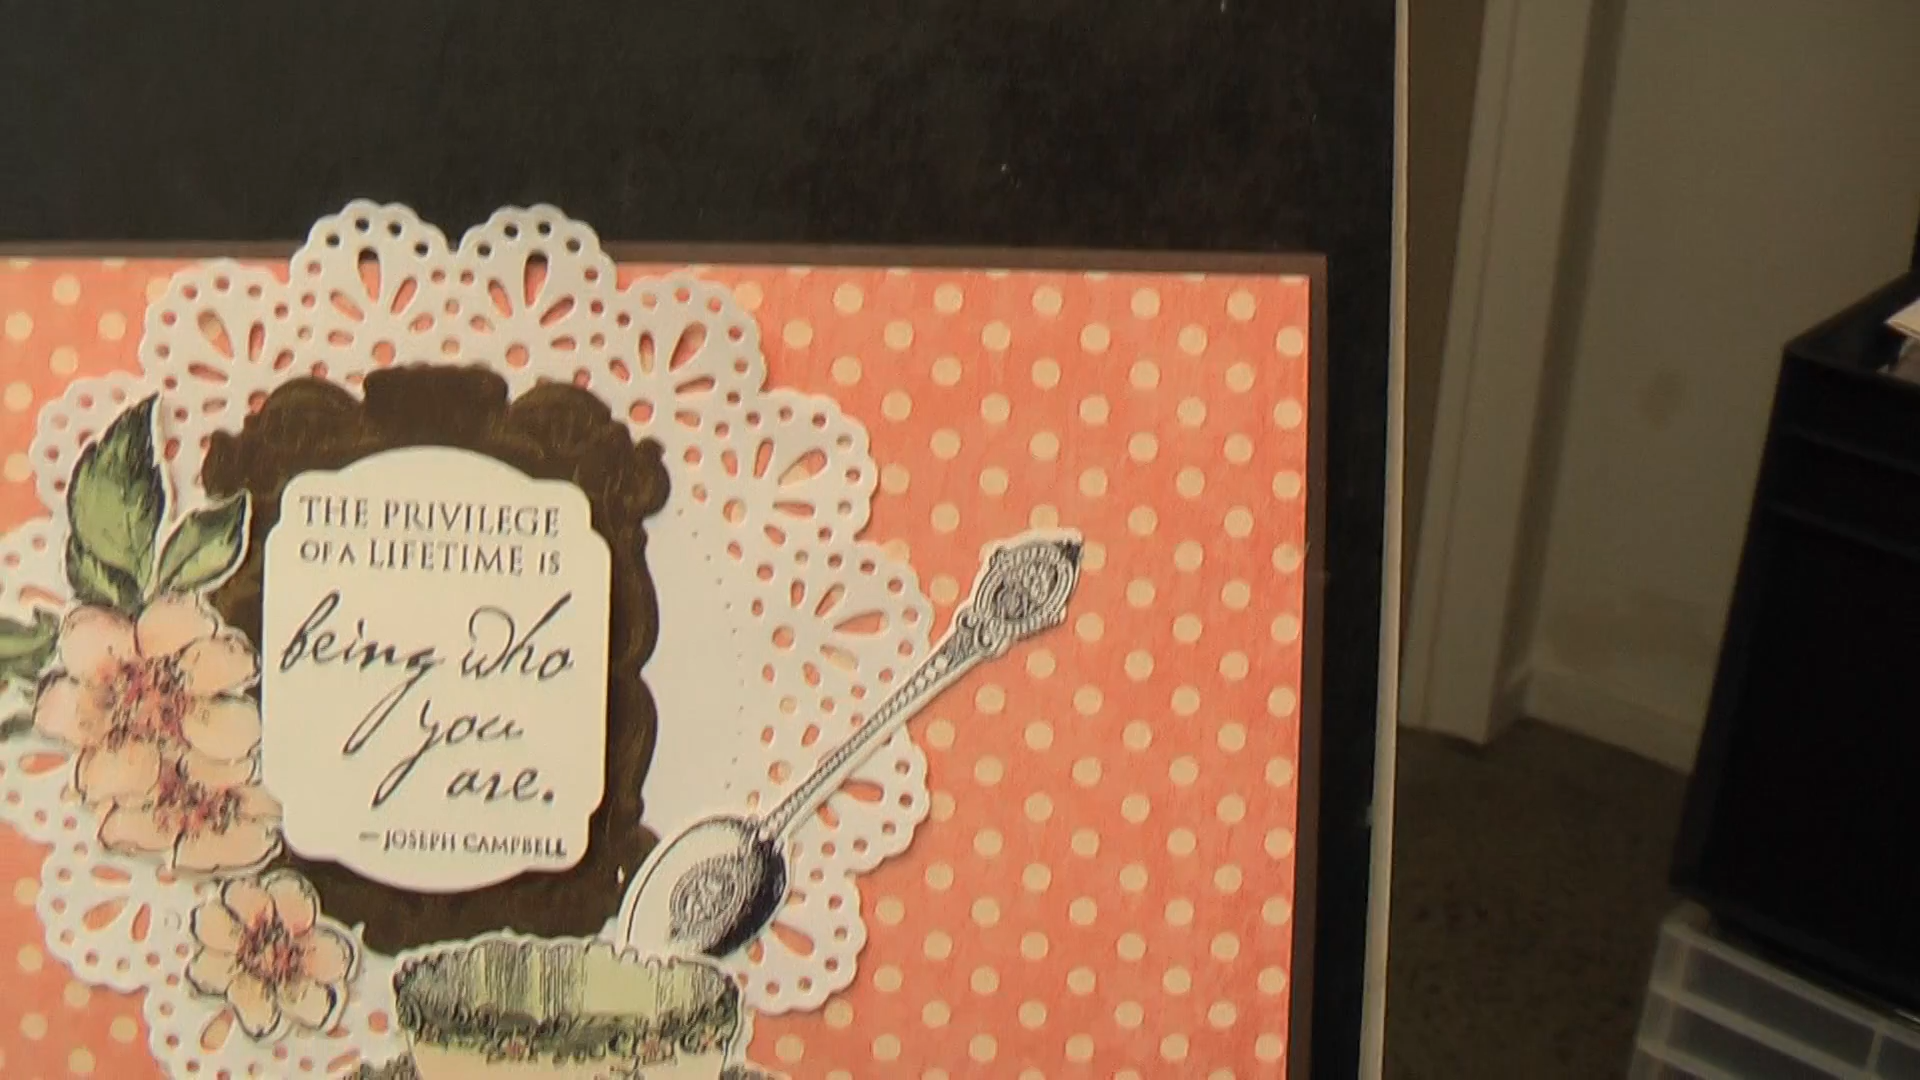 THE PRIVILEGE
OF A LIFETIME IS
being who
you
are.
— JOSEPH CAMPBELL